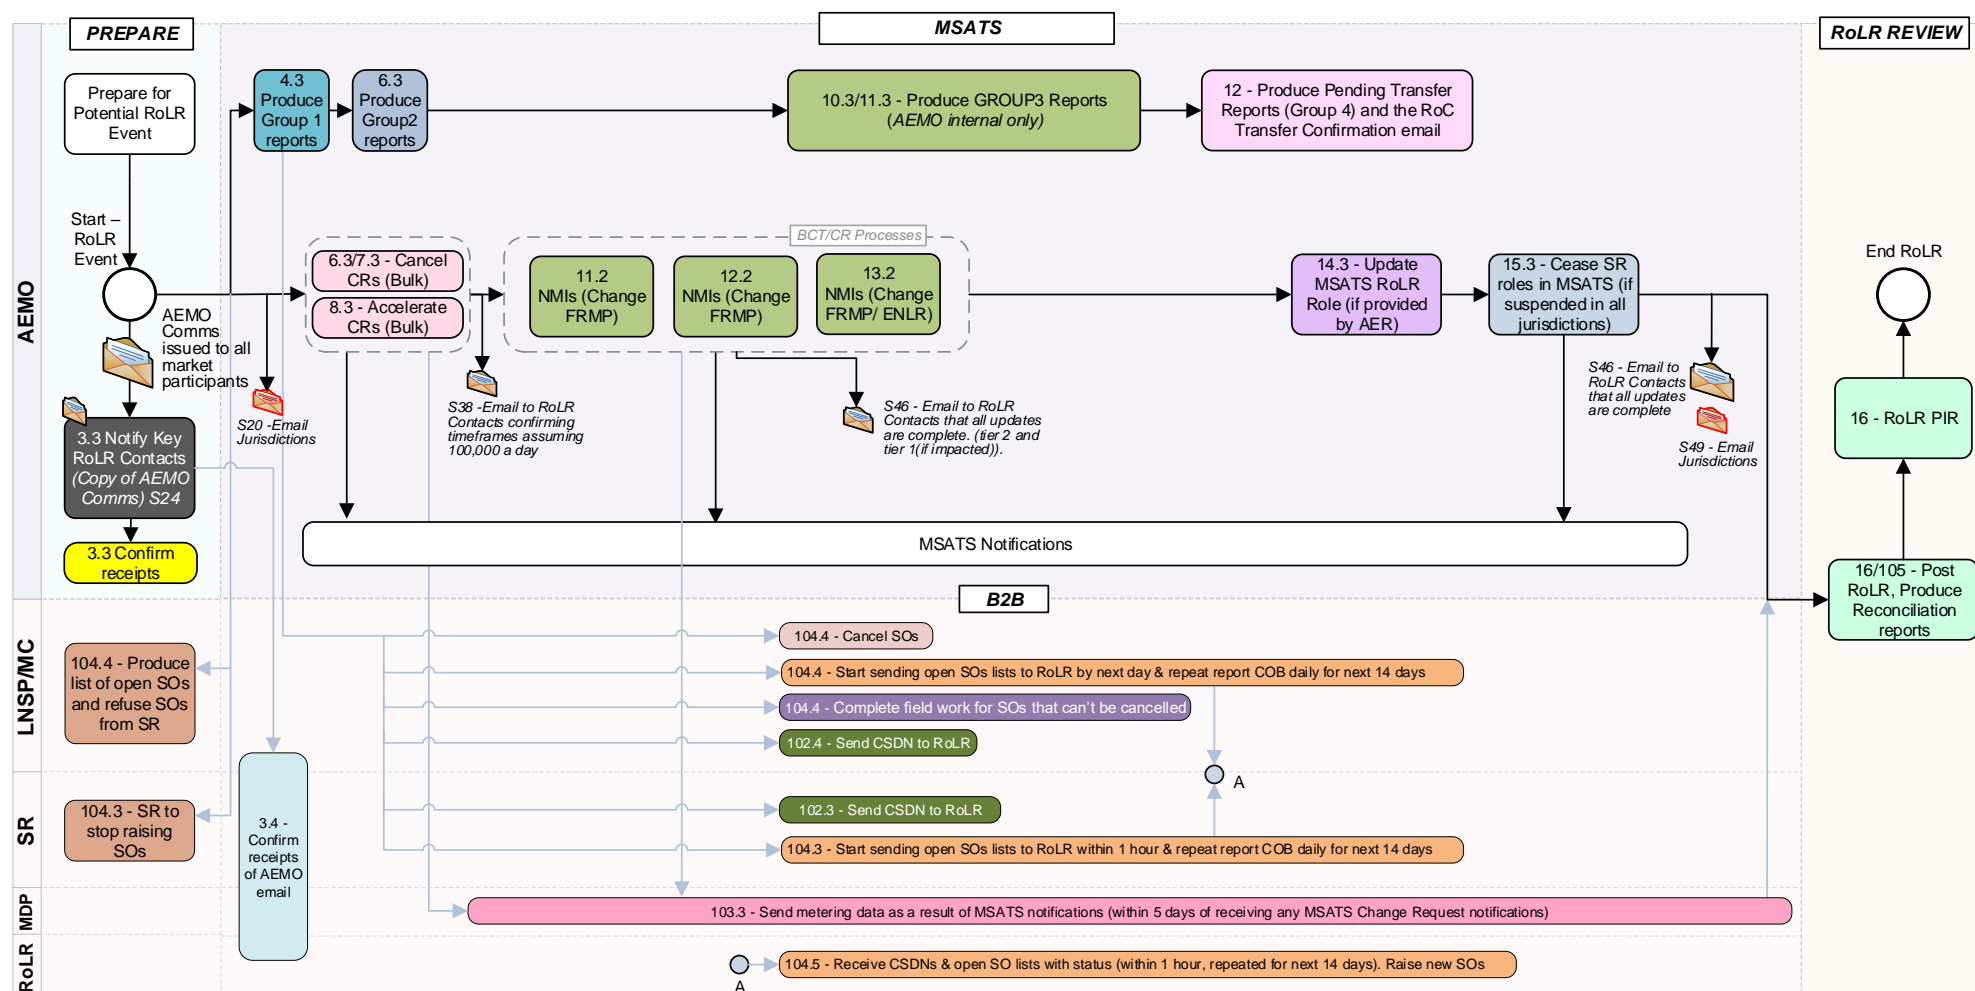 PREPARE
MSATS
RoLR REVIEW
AEMO
Prepare for
Potential RoLR
Event
4.3
Produce
Group 1
reports
6.3
Produce
Group2
reports
10.3/11.3 - Produce GROUP3 Reports
(AEMO internal only)
12 - Produce Pending Transfer
Reports (Group 4) and the RoC
Transfer Confirmation email
Start –
RoLR
Event
AEMO
Comms
issued to all
market
participants
6.3/7.3 - Cancel
CRs (Bulk)
8.3 - Accelerate
CRs (Bulk)
BCT/CR Processes
11.2
NMIs (Change
FRMP)
12.2
NMIs (Change
FRMP)
13.2
NMIs (Change
FRMP/ ENLR)
14.3 - Update
MSATS RoLR
Role (if provided
by AER)
15.3 - Cease SR
roles in MSATS (if
suspended in all
jurisdictions)
End RoLR
S20 -Email
Jurisdictions
S38 -Email to RoLR
Contacts confirming
timeframes assuming
100,000 a day
S46 - Email to RoLR
Contacts that all updates
are complete. (tier 2 and
tier 1(if impacted)).
S46 - Email to
RoLR Contacts
that all updates
are complete
S49 - Email
Jurisdictions
16 - RoLR PIR
3.3 Notify Key
RoLR Contacts
(Copy of AEMO
Comms) S24
3.3 Confirm
receipts
MSATS Notifications
16/105 - Post
RoLR, Produce
Reconciliation
reports
B2B
LNSP/MC
104.4 - Produce
list of open SOs
and refuse SOs
from SR
104.4 - Cancel SOs
104.4 - Start sending open SOs lists to RoLR by next day & repeat report COB daily for next 14 days
104.4 - Complete field work for SOs that can't be cancelled
102.4 - Send CSDN to RoLR
A
SR
104.3 - SR to
stop raising
SOs
3.4 -
Confirm
receipts
of AEMO
email
102.3 - Send CSDN to RoLR
104.3 - Start sending open SOs lists to RoLR within 1 hour & repeat report COB daily for next 14 days
MDP
103.3 - Send metering data as a result of MSATS notifications (within 5 days of receiving any MSATS Change Request notifications)
RoLR
A
104.5 - Receive CSDNs & open SO lists with status (within 1 hour, repeated for next 14 days). Raise new SOs